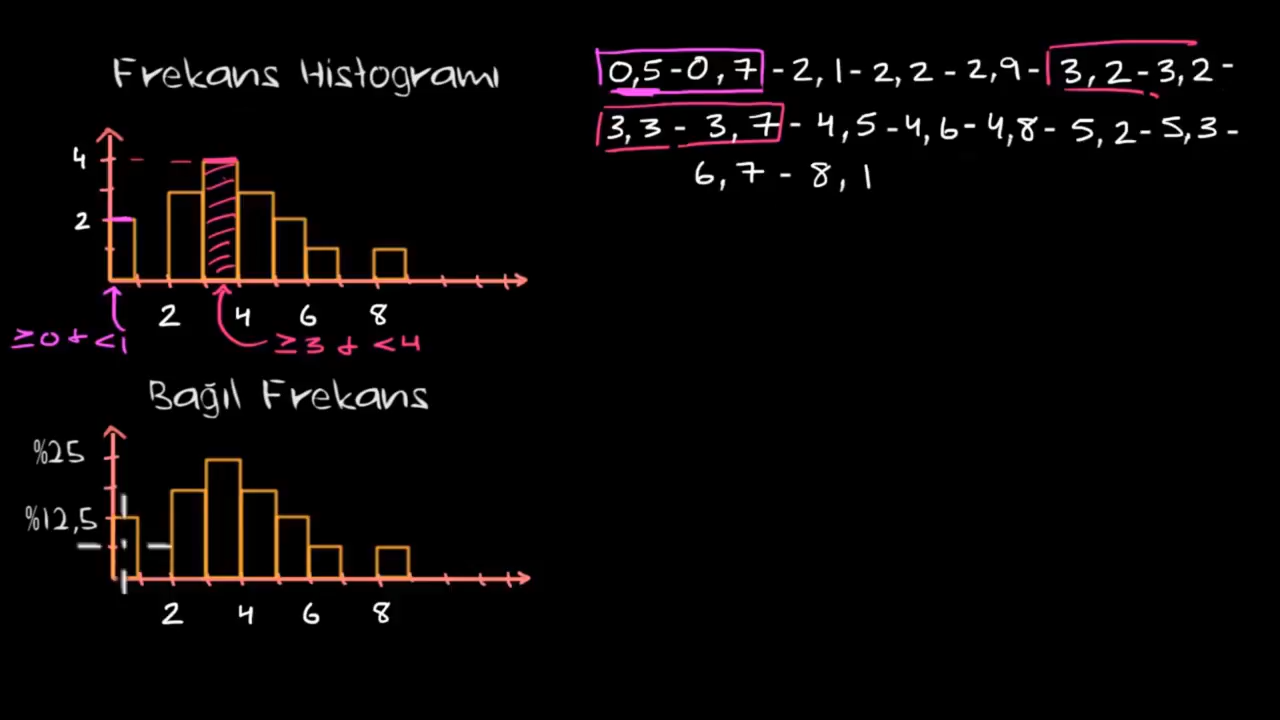 Frekans Histogramı
0,5-0,7-2,1-2,2-2,9-3,2-3,2-
3,3-3,7-4,5-4,6-4,8-5,2-5,3-
6,7-8,1
4
2
2 4 6 8
≥0 + <1
≥3 + <4
Bağıl Frekans
%25
%12,5
2 4 6 8